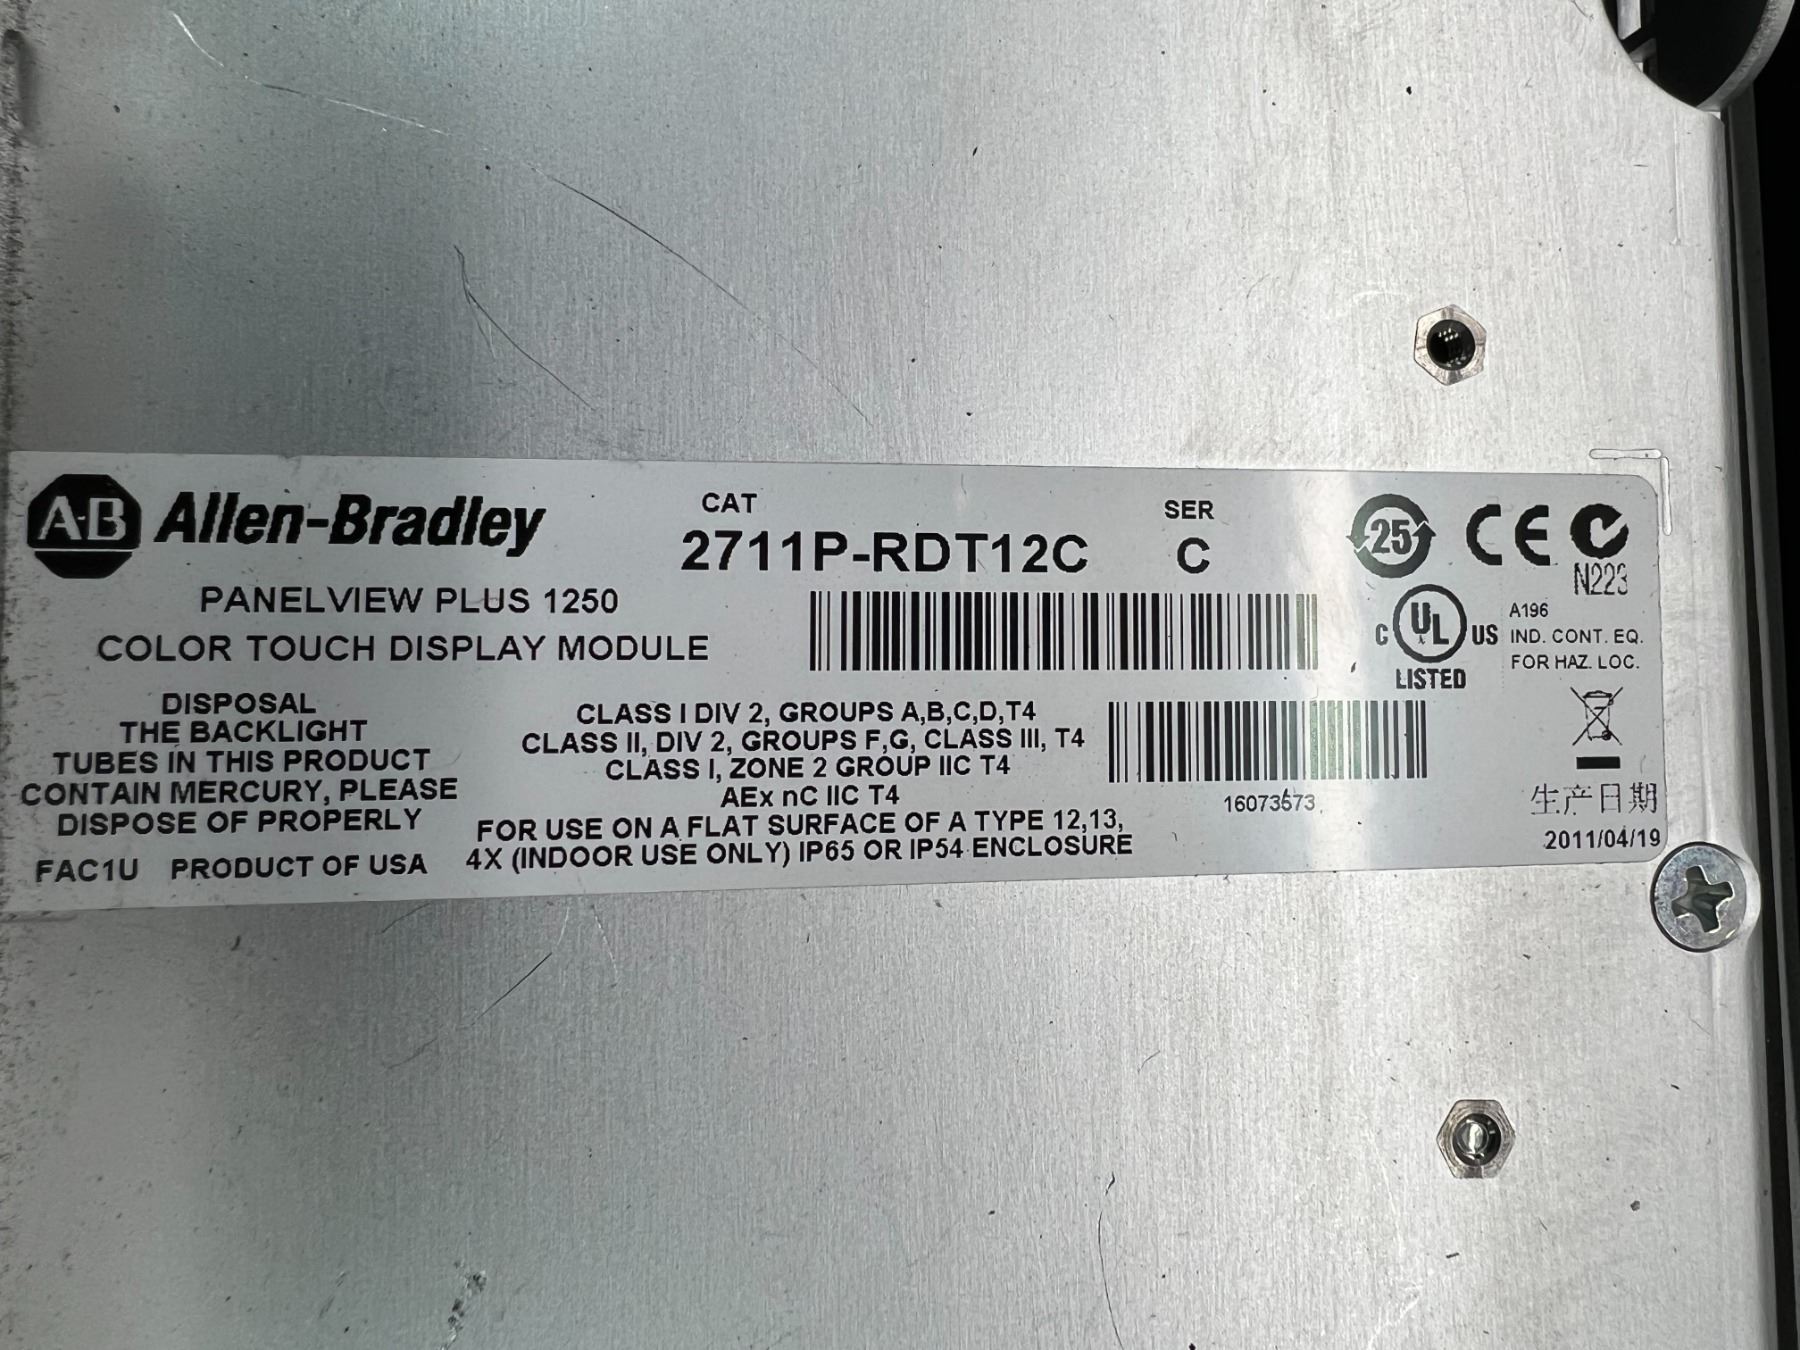 A-B Allen-Bradley
CAT
2711P-RDT12C
SER
C
PANELVIEW PLUS 1250
COLOR TOUCH DISPLAY MODULE
DISPOSAL
THE BACKLIGHT
TUBES IN THIS PRODUCT
CONTAIN MERCURY, PLEASE
DISPOSE OF PROPERLY
FAC1U PRODUCT OF USA
CLASS I DIV 2, GROUPS A,B,C,D,T4
CLASS II, DIV 2, GROUPS F,G, CLASS III, T4
CLASS I, ZONE 2 GROUP IIC T4
AEx nC IIC T4
FOR USE ON A FLAT SURFACE OF A TYPE 12,13,
4X (INDOOR USE ONLY) IP65 OR IP54 ENCLOSURE
16073673
25
CE
N223
C UL US
LISTED
A196
IND. CONT. EQ.
FOR HAZ. LOC.
生产日期
2011/04/19